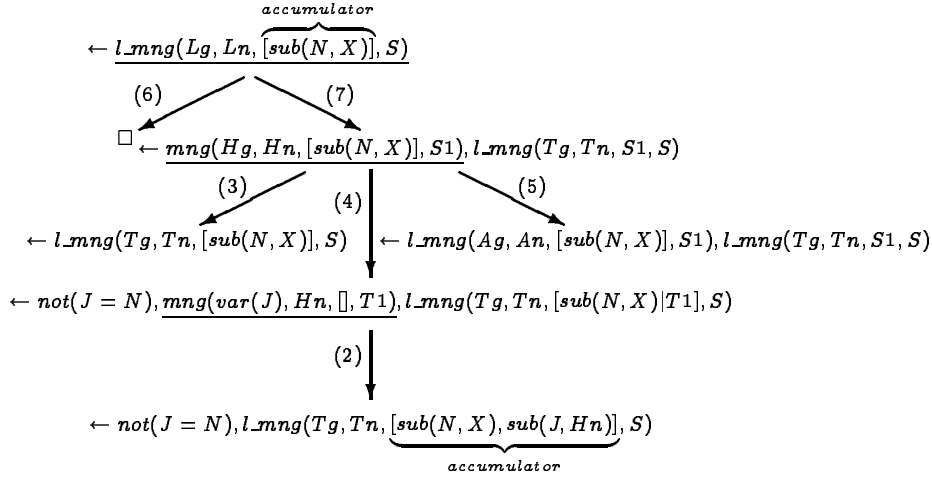 accumulator
← l_mng(Lg, Ln, [sub(N, X)], S)
(6) (7)
□ ← mng(Hg, Hn, [sub(N, X)], S1), l_mng(Tg, Tn, S1, S)
(3) (4) (5)
← l_mng(Tg, Tn, [sub(N, X)], S) ← l_mng(Ag, An, [sub(N, X)], S1), l_mng(Tg, Tn, S1, S)
← not(J = N), mng(var(J), Hn, [], T1), l_mng(Tg, Tn, [sub(N, X)|T1], S)
(2)
← not(J = N), l_mng(Tg, Tn, [sub(N, X), sub(J, Hn)], S)
accumulator